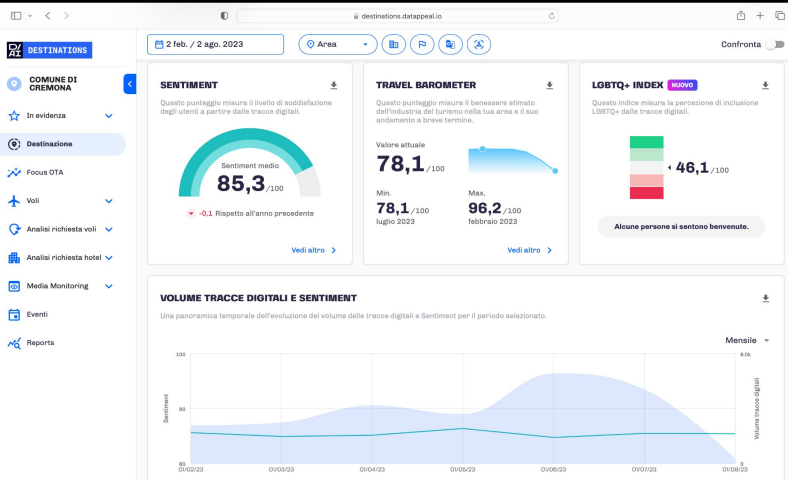 destinations.datappeal.io
D/
AI
DESTINATIONS
2 feb. / 2 ago. 2023
Area
Confronta
COMUNE DI
CREMONA
In evidenza
Destinazione
Focus OTA
Voli
Analisi richiesta voli
Analisi richiesta hotel
Media Monitoring
Eventi
Reports
SENTIMENT
Questo punteggio misura il livello di soddisfazione
degli utenti a partire dalle tracce digitali.
Sentiment medio
85,3/100
-0,1 Rispetto all'anno precedente
Vedi altro
TRAVEL BAROMETER
Questo punteggio misura il benessere stimato
dell'industria del turismo nella tua area e il suo
andamento a breve termine.
Valore attuale
78,1/100
Min.
78,1/100
luglio 2023
Max.
96,2/100
febbraio 2023
Vedi altro
LGBTQ+ INDEX NUOVO
Questo indice misura la percezione di inclusione
LGBTQ+ dalle tracce digitali.
46,1/100
Alcune persone si sentono benvenute.
VOLUME TRACCE DIGITALI E SENTIMENT
Una panoramica temporale dell'evoluzione del volume delle tracce digitali e Sentiment per il periodo selezionato.
Mensile
100
90
80
Sentiment
6.0k
0
Volume tracce digitali
01/02/23
01/03/23
01/04/23
01/05/23
01/06/23
01/07/23
01/08/23